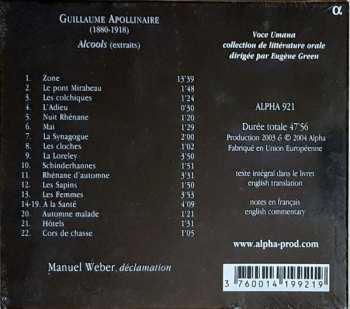 GUILLAUME APOLLINAIRE
(1880-1918)
Alcools (extraits)
1. Zone 13'39
2. Le pont Mirabeau 1'48
3. Les colchiques 1'24
4. L'Adieu 0'30
5. Nuit Rhénane 1'20
6. Mai 1'29
7. La Synagogue 2'00
8. Les cloches 1'02
9. La Loreley 3'50
10. Schinderhannes 1'51
11. Rhénane d'automne 3'31
12. Les Sapins 1'50
13. Les Femmes 3'53
14-19. A la Santé 4'09
20. Automne malade 1'21
21. Hôtels 1'31
22. Cors de chasse 1'05
Manuel Weber, déclamation
α
Voce Umana
collection de littérature orale
dirigée par Eugène Green
ALPHA 921
Durée totale 47'56
Production 2003 & © 2004 Alpha
Fabriqué en Union Européenne
texte intégral dans le livret
english translation
notes en français
english commentary
www.alpha-prod.com
3 760014 199219